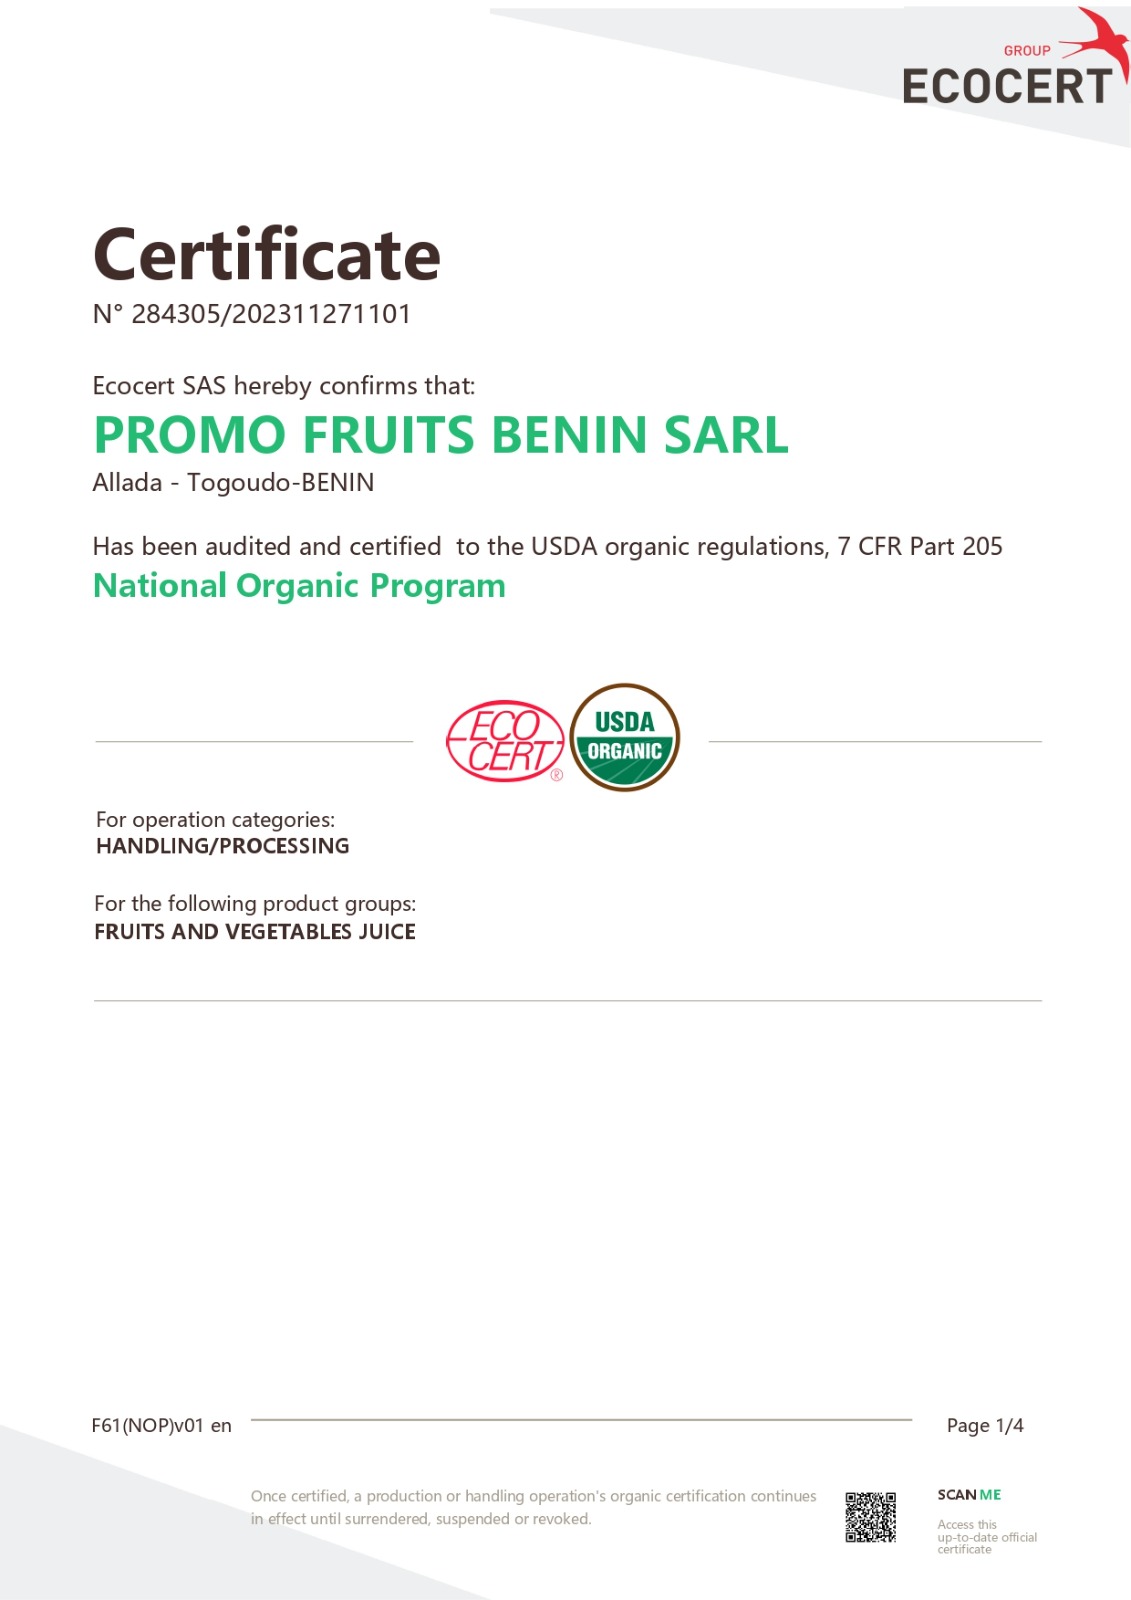 GROUP
ECOCERT
Certificate
N° 284305/202311271101
Ecocert SAS hereby confirms that:
PROMO FRUITS BENIN SARL
Allada - Togoudo-BENIN
Has been audited and certified  to the USDA organic regulations, 7 CFR Part 205
National Organic Program
ECO
CERT
®
USDA
ORGANIC
For operation categories:
HANDLING/PROCESSING
For the following product groups:
FRUITS AND VEGETABLES JUICE
F61(NOP)v01 en
Page 1/4
Once certified, a production or handling operation's organic certification continues
in effect until surrendered, suspended or revoked.
SCAN ME
Access this
up-to-date official
certificate